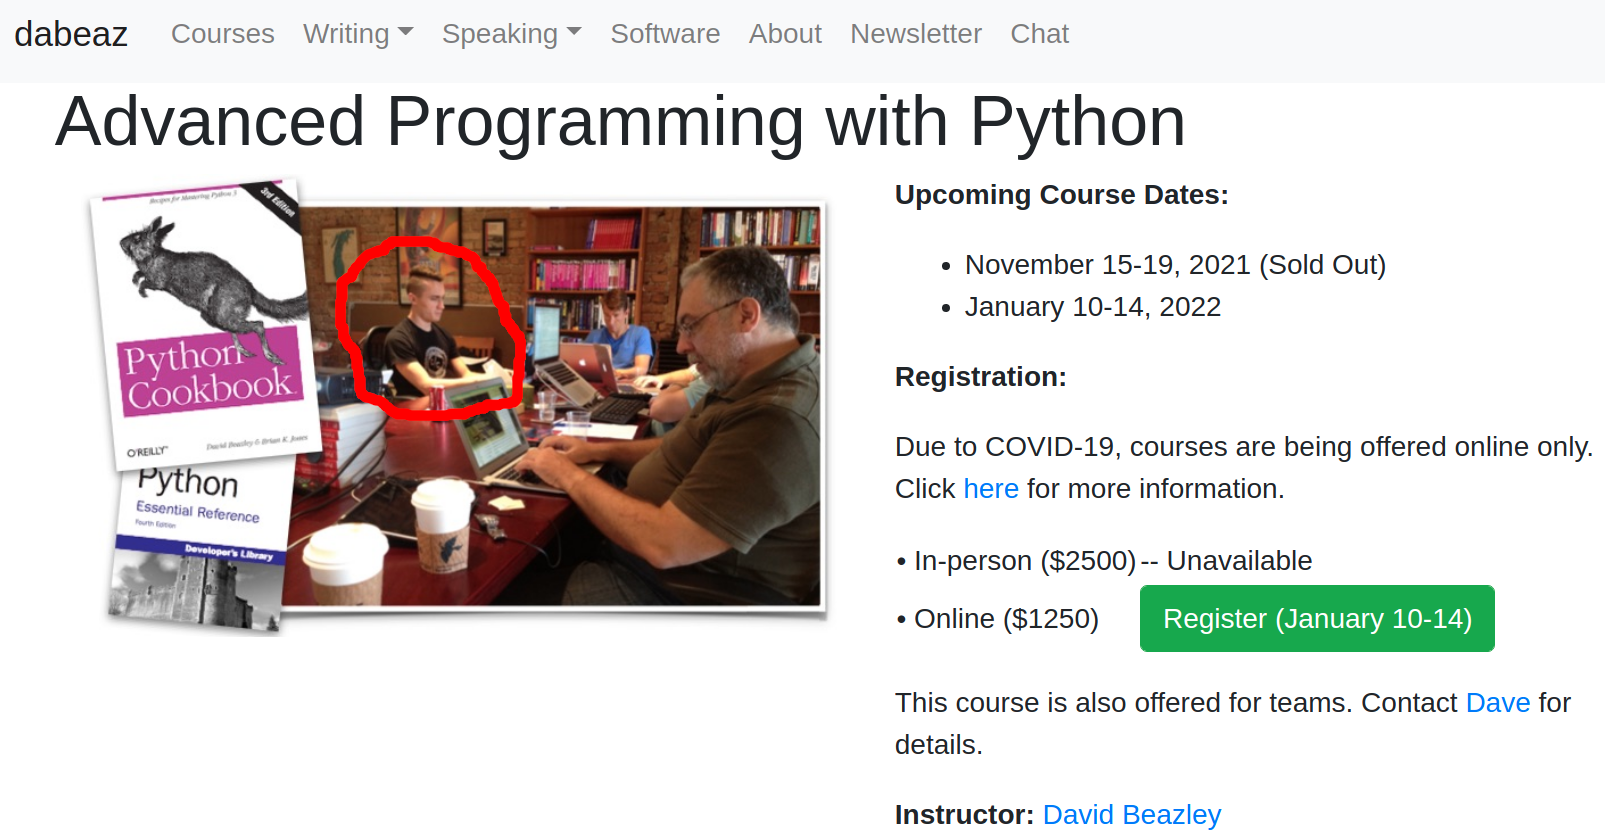 dabeaz Courses Writing Speaking Software About Newsletter Chat
Advanced Programming with Python
Recipes for Mastering Python 3
3rd Edition
Python
Cookbook
O'REILLY
David Beazley & Brian K. Jones
Python
Essential Reference
Fourth Edition
Developer's Library
Upcoming Course Dates:
• November 15-19, 2021 (Sold Out)
• January 10-14, 2022
Registration:
Due to COVID-19, courses are being offered online only.
Click here for more information.
• In-person ($2500) -- Unavailable
• Online ($1250) Register (January 10-14)
This course is also offered for teams. Contact Dave for
details.
Instructor: David Beazley